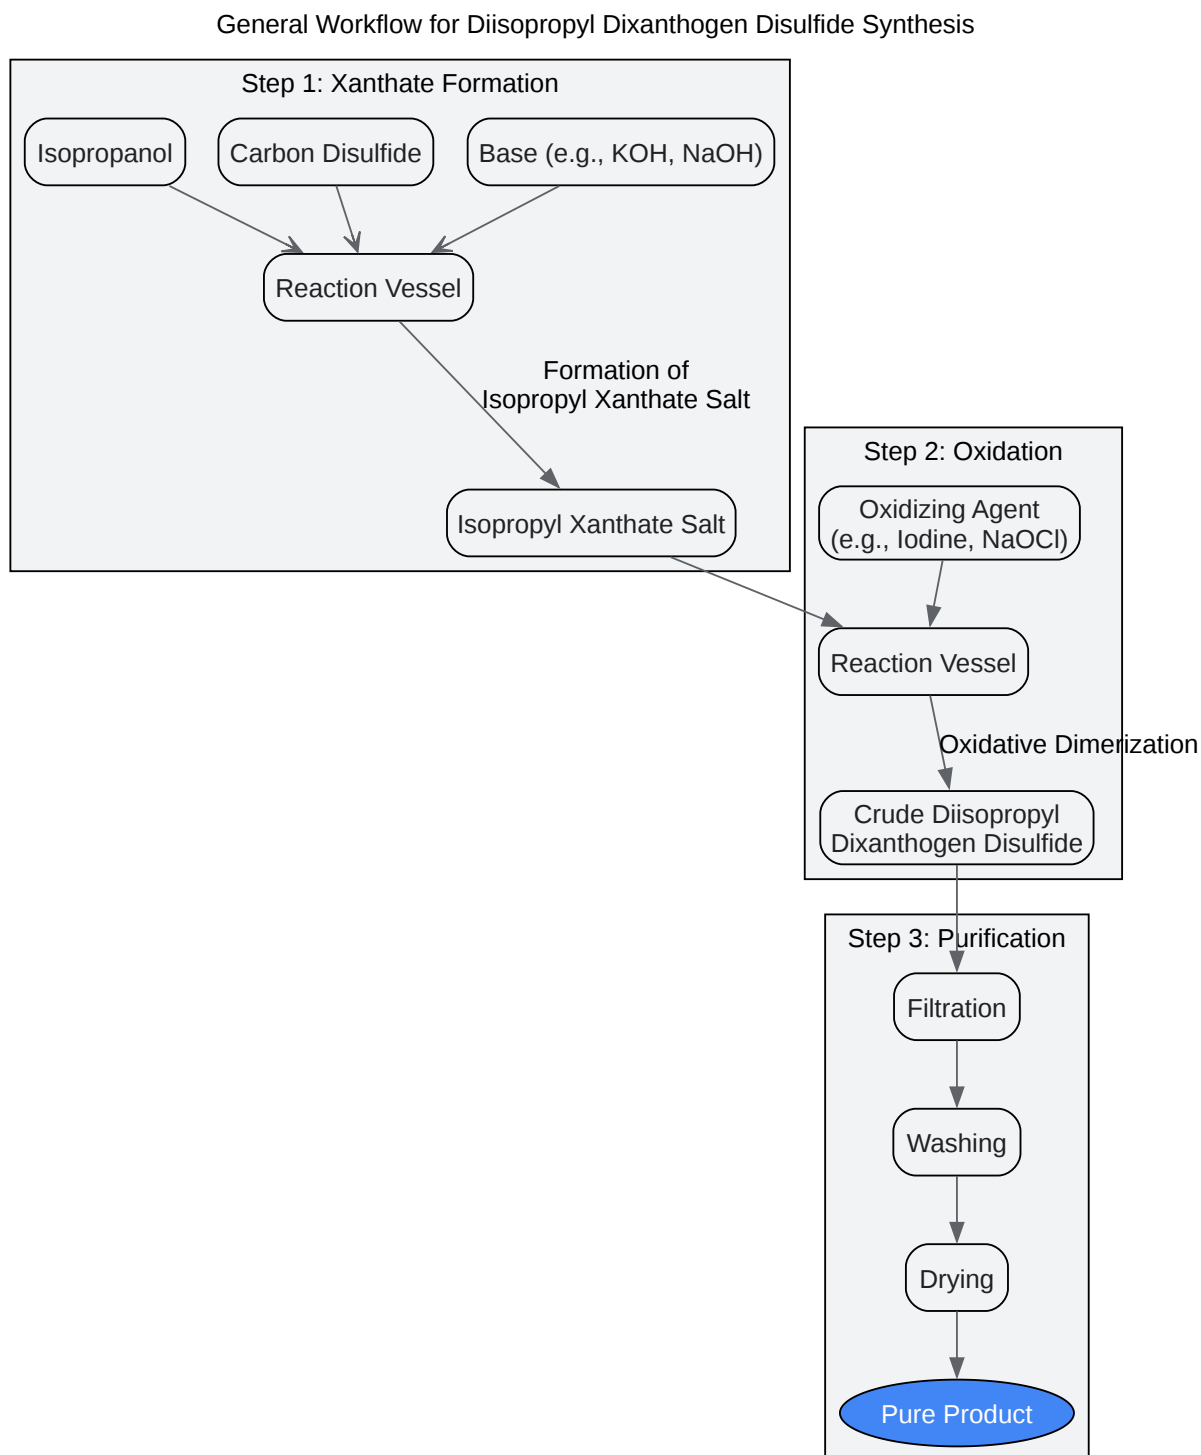 General Workflow for Diisopropyl Dixanthogen Disulfide Synthesis
Step 1: Xanthate Formation
Isopropanol
Carbon Disulfide
Base (e.g., KOH, NaOH)
Reaction Vessel
Formation of
Isopropyl Xanthate Salt
Isopropyl Xanthate Salt
Step 2: Oxidation
Oxidizing Agent
(e.g., Iodine, NaOCl)
Reaction Vessel
Oxidative Dimerization
Crude Diisopropyl
Dixanthogen Disulfide
Step 3: Purification
Filtration
Washing
Drying
Pure Product